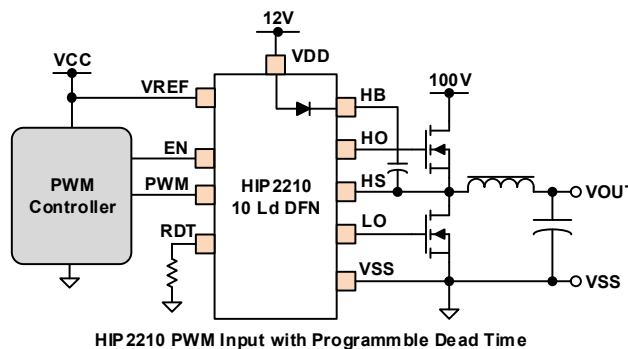 12V
VCC
VDD
100V
VREF
HB
HO
EN
PWM
Controller
PWM
HIP2210
10 Ld DFN
HS
VOUT
RDT
LO
VSS
VSS
HIP2210 PWM Input with Programmble Dead Time